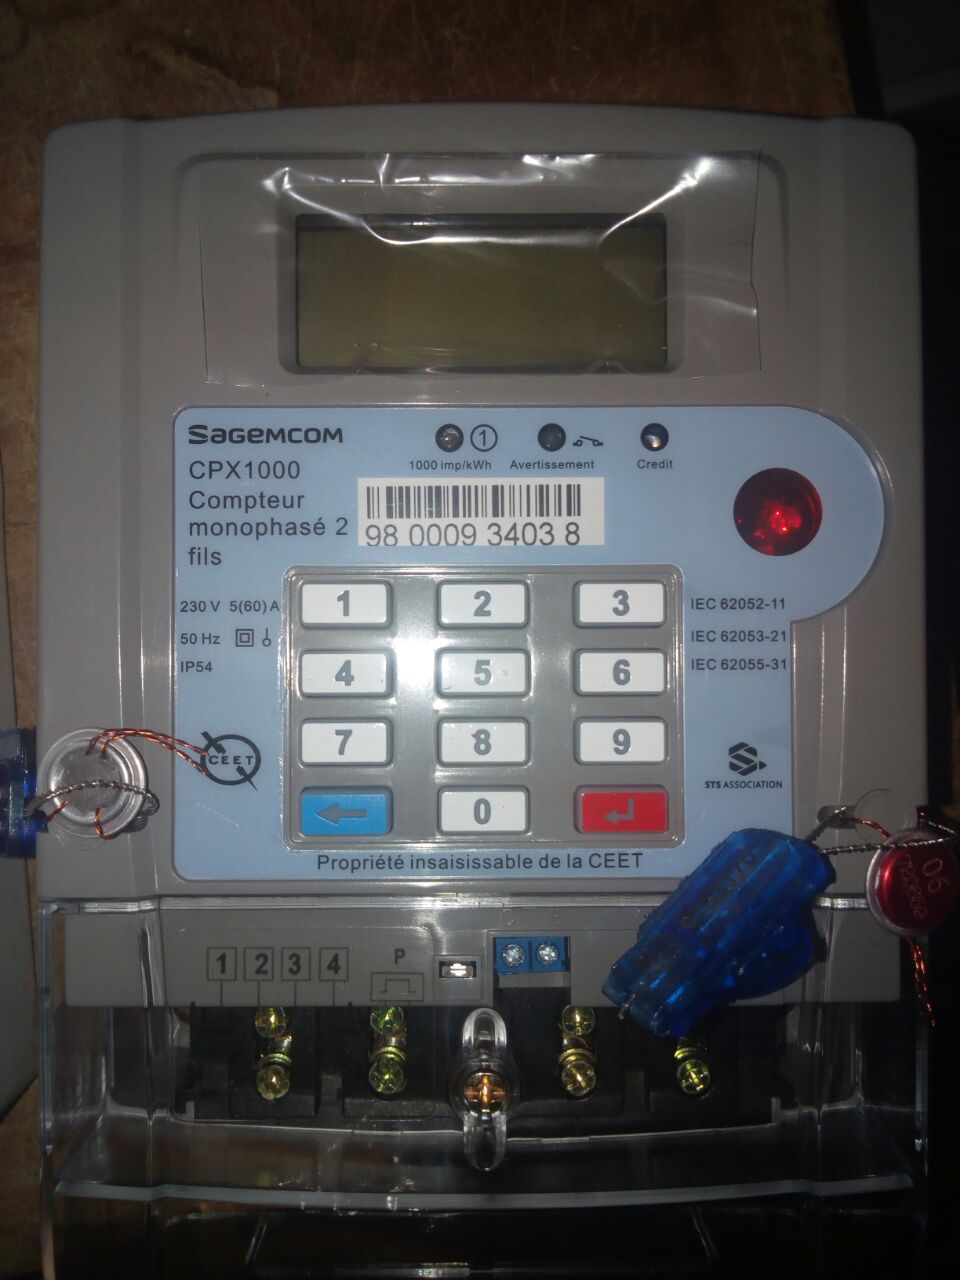 SAGEMCOM
CPX1000
Compteur
monophasé 2
fils
1
1000 imp/kWh
Avertissement
Credit
98 0009 3403 8
230 V 5(60) A
50 Hz
IP54
1 2 3
4 5 6
7 8 9
0
IEC 62052-11
IEC 62053-21
IEC 62055-31
CEET
STS ASSOCIATION
Propriété insaisissable de la CEET
06
1 2 3 4
P